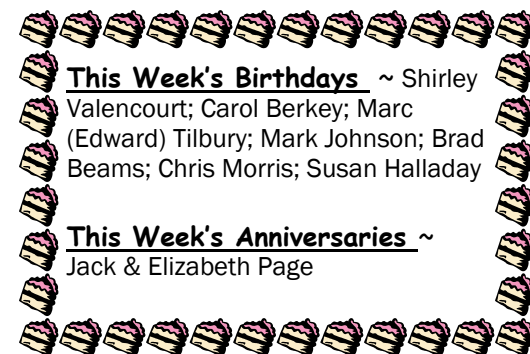 This Week's Birthdays ~ Shirley
Valencourt; Carol Berkey; Marc
(Edward) Tilbury; Mark Johnson; Brad
Beams; Chris Morris; Susan Halladay
This Week's Anniversaries ~
Jack & Elizabeth Page